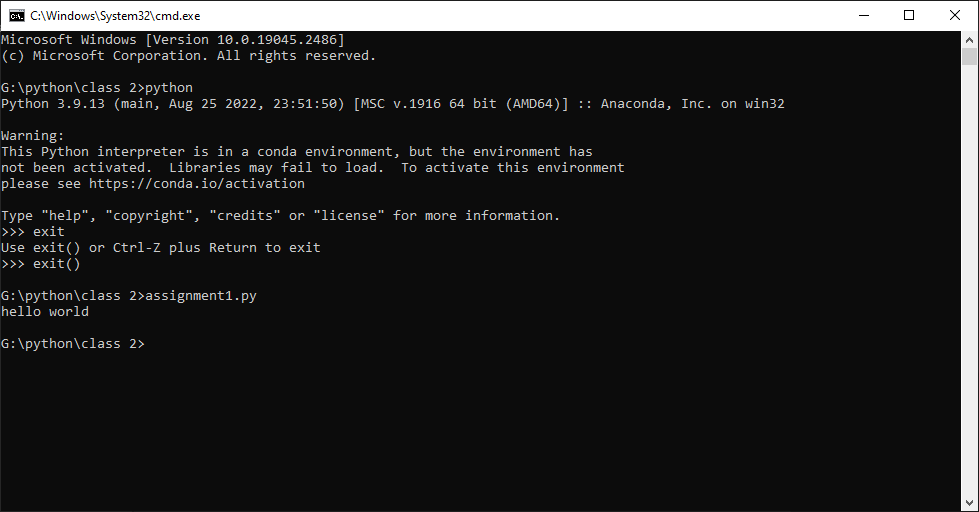 C:\Windows\System32\cmd.exe
Microsoft Windows [Version 10.0.19045.2486]
(c) Microsoft Corporation. All rights reserved.
G:\python\class 2>python
Python 3.9.13 (main, Aug 25 2022, 23:51:50) [MSC v.1916 64 bit (AMD64)] :: Anaconda, Inc. on win32
Warning:
This Python interpreter is in a conda environment, but the environment has
not been activated.  Libraries may fail to load.  To activate this environment
please see https://conda.io/activation
Type "help", "copyright", "credits" or "license" for more information.
>>> exit
Use exit() or Ctrl-Z plus Return to exit
>>> exit()
G:\python\class 2>assignment1.py
hello world
G:\python\class 2>